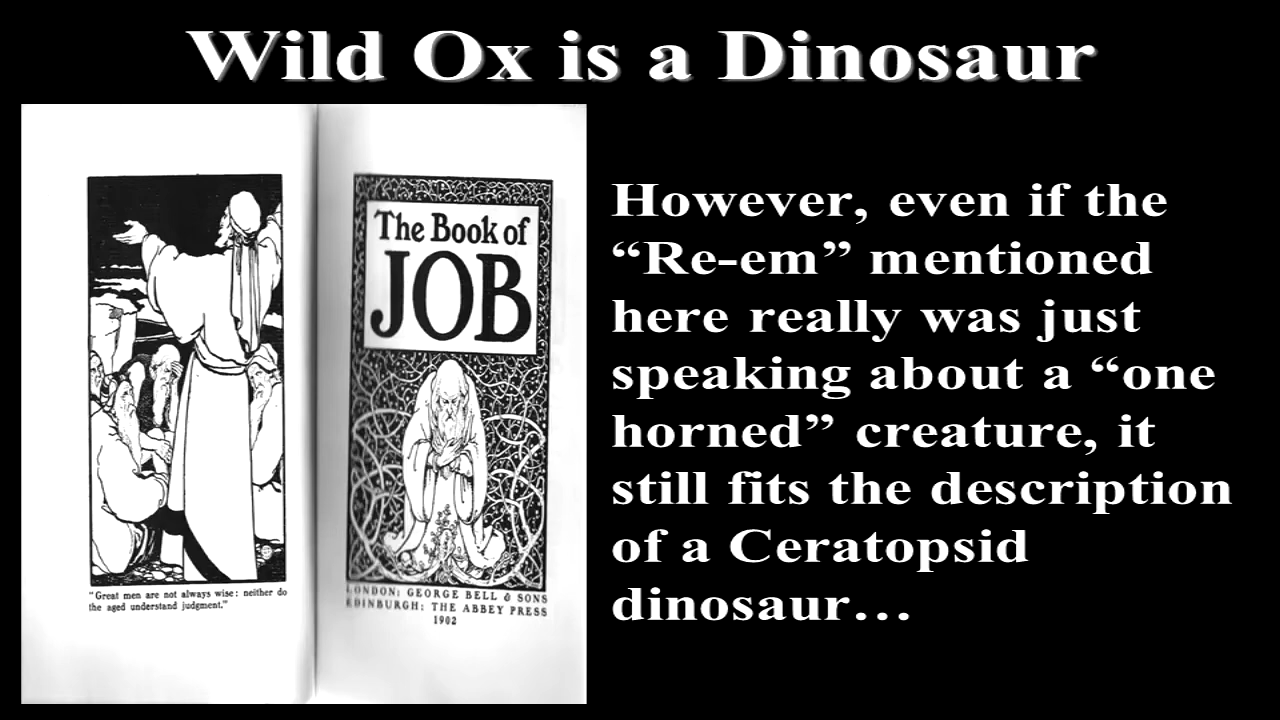 Wild Ox is a Dinosaur
The Book of
JOB
"Great men are not always wise: neither do
the aged understand judgment."
LONDON: GEORGE BELL & SONS
EDINBURGH: THE ABBEY PRESS
1902
However, even if the
“Re-em” mentioned
here really was just
speaking about a “one
horned” creature, it
still fits the description
of a Ceratopsid
dinosaur…